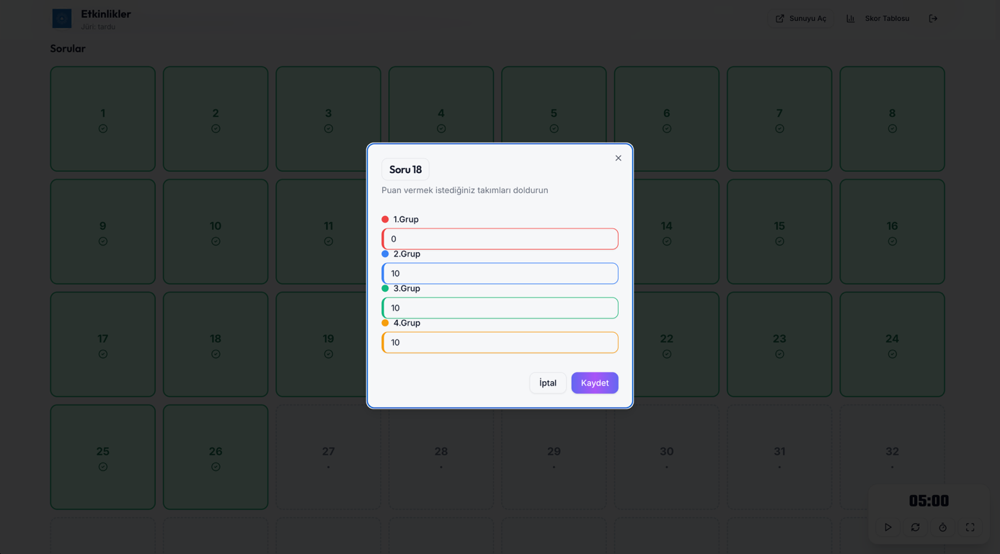 Etkinlikler
Jüri: tardu
Sunuyu Aç
Skor Tablosu
Sorular
1 2 3 4 5 6 7 8
Soru 18
Puan vermek istediğiniz takımları doldurun
1.Grup
0
2.Grup
10
3.Grup
10
4.Grup
10
İptal
Kaydet
9 10 11 14 15 16
17 18 19 22 23 24
25 26 27 28 29 30 31 32
05:00